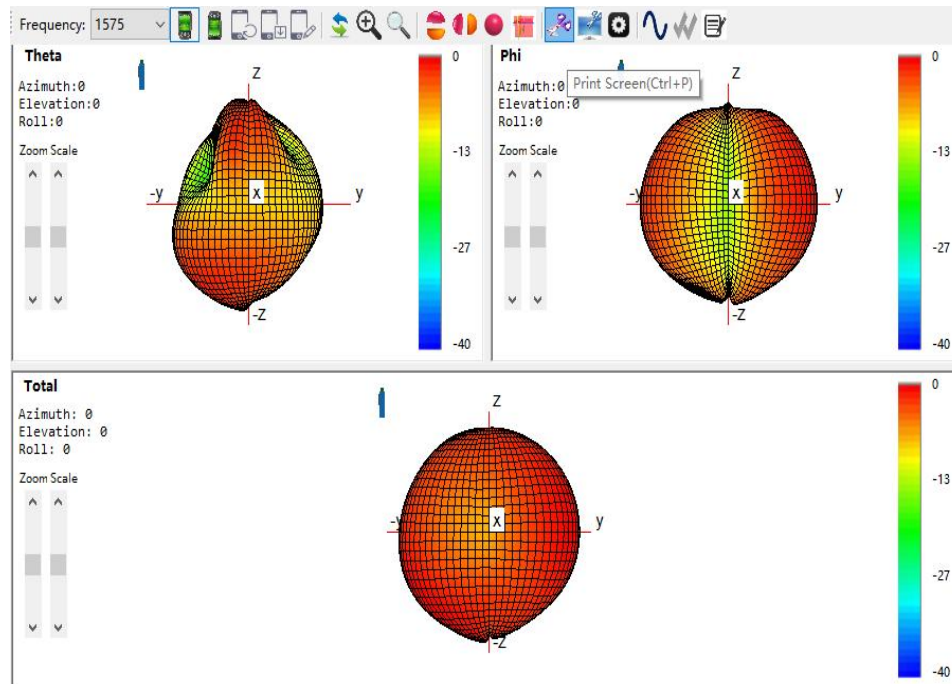 Frequency: 1575
Theta
Azimuth:0
Elevation:0
Roll:0
Zoom Scale
Z
-y
x
y
-Z
0
-13
-27
-40
Phi
Print Screen(Ctrl+P)
Azimuth:0
Elevation:0
Roll:0
Zoom Scale
Z
-y
x
y
-Z
0
-13
-27
-40
Total
Azimuth: 0
Elevation: 0
Roll: 0
Zoom Scale
Z
-y
x
y
-Z
0
-13
-27
-40